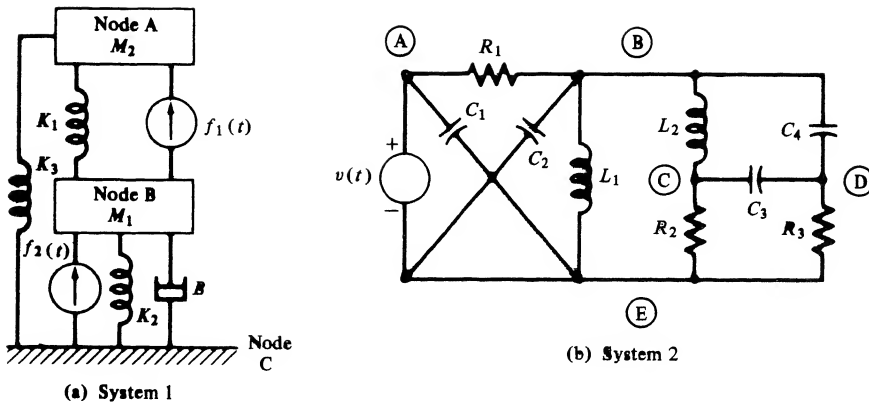 Node A
M₂
K₁
f₁(t)
K₃
Node B
M₁
f₂(t)
K₂
B
Node
C
(a) System 1
A
R₁
B
C₁
C₂
+
v(t)
−
L₁
L₂
C₄
C
D
C₃
R₂
R₃
E
(b) System 2